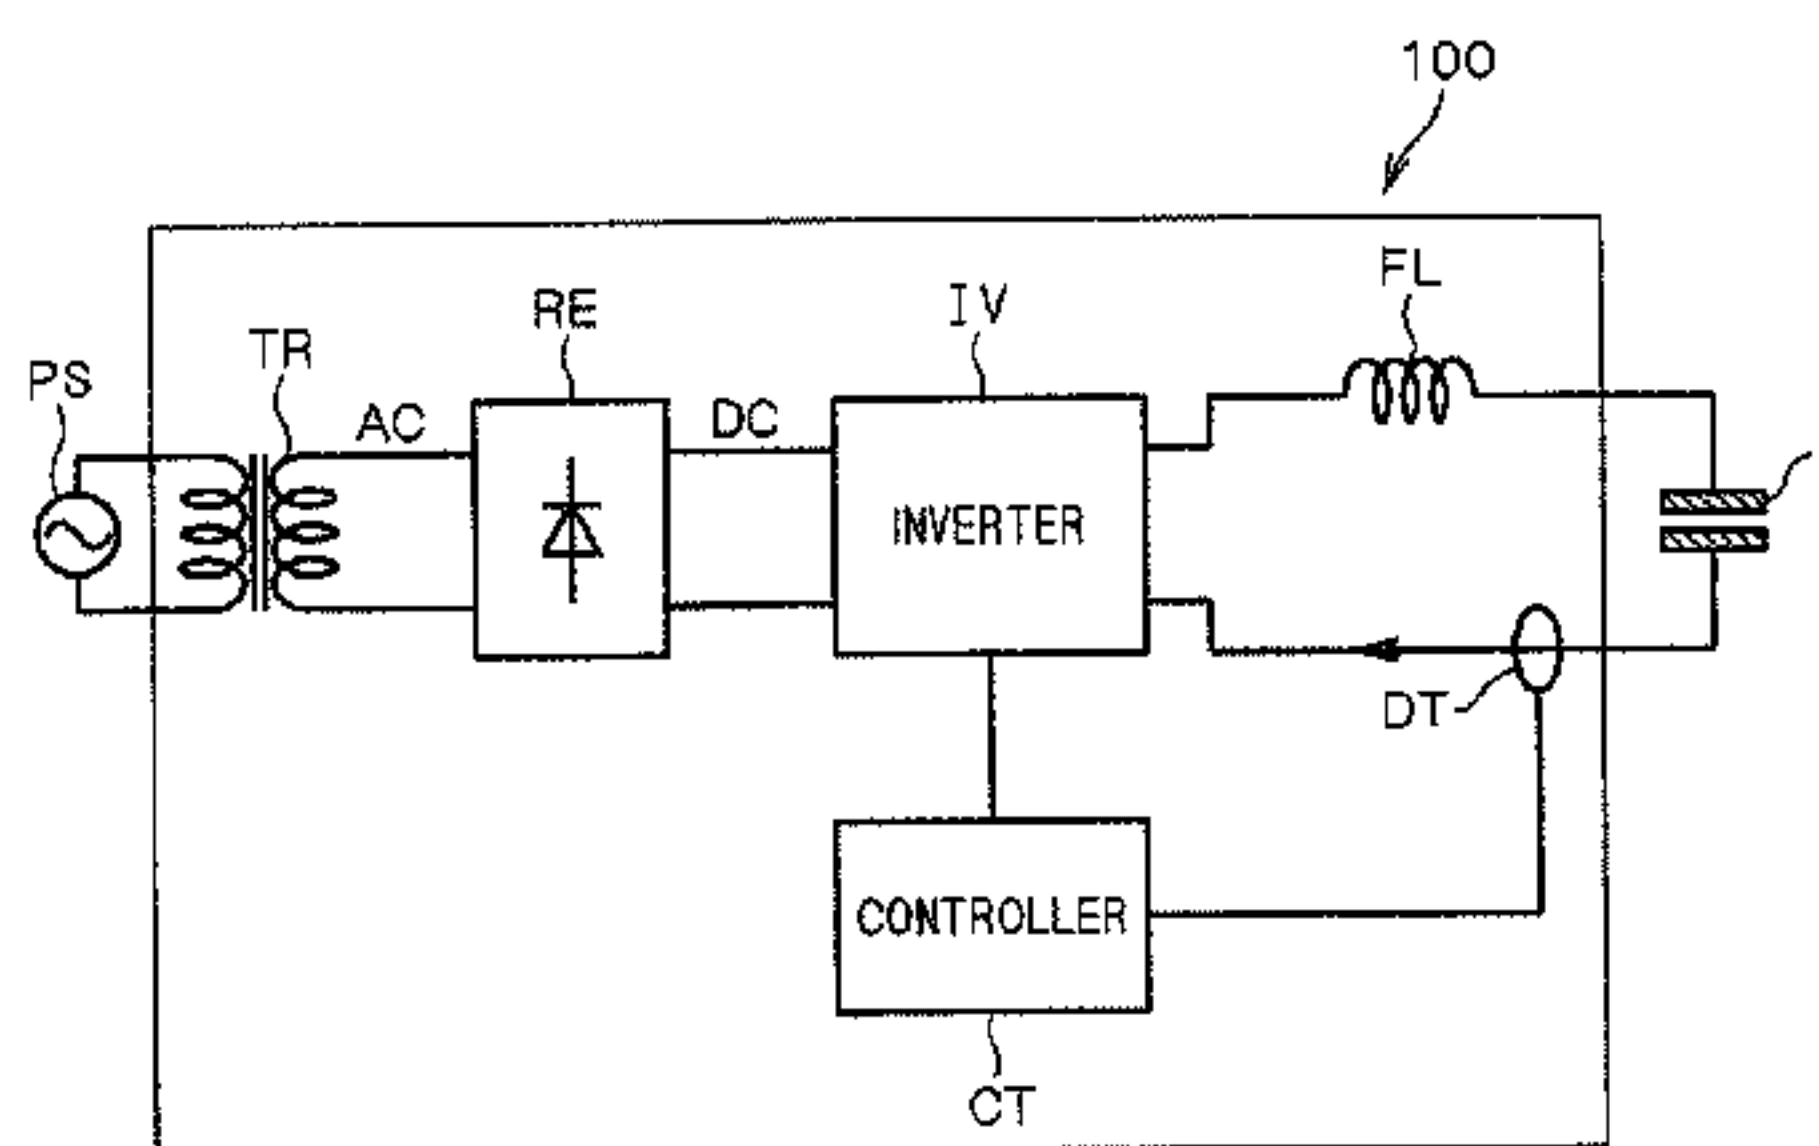 100
FL
IV
RE
TR
PS
AC
DC
INVERTER
DT
CONTROLLER
CT